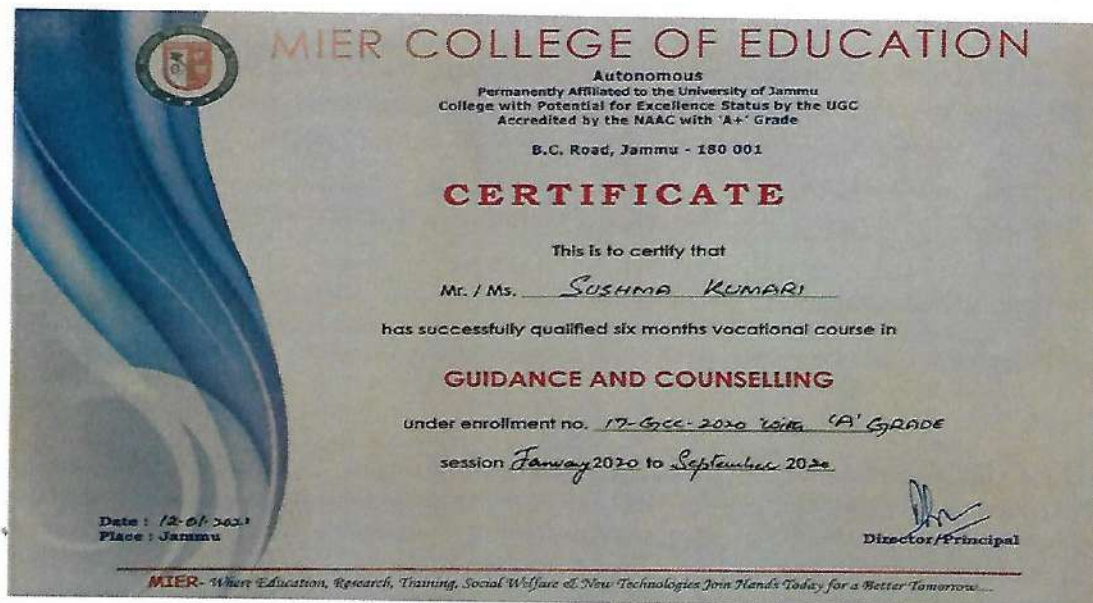 MIER COLLEGE OF EDUCATION
Autonomous
Permanently Affiliated to the University of Jammu
College with Potential for Excellence Status by the UGC
Accredited by the NAAC with 'A+' Grade
B.C. Road, Jammu - 180 001
CERTIFICATE
This is to certify that
Mr. / Ms. SUSHMA KUMARI
has successfully qualified six months vocational course in
GUIDANCE AND COUNSELLING
under enrollment no. 17-GCC-2020 with 'A' GRADE
session January 2020 to September 2020
Date : 12-01-2021
Place : Jammu
Director/Principal
MIER- Where Education, Research, Training, Social Welfare & New Technologies Join Hands Today for a Better Tomorrow....